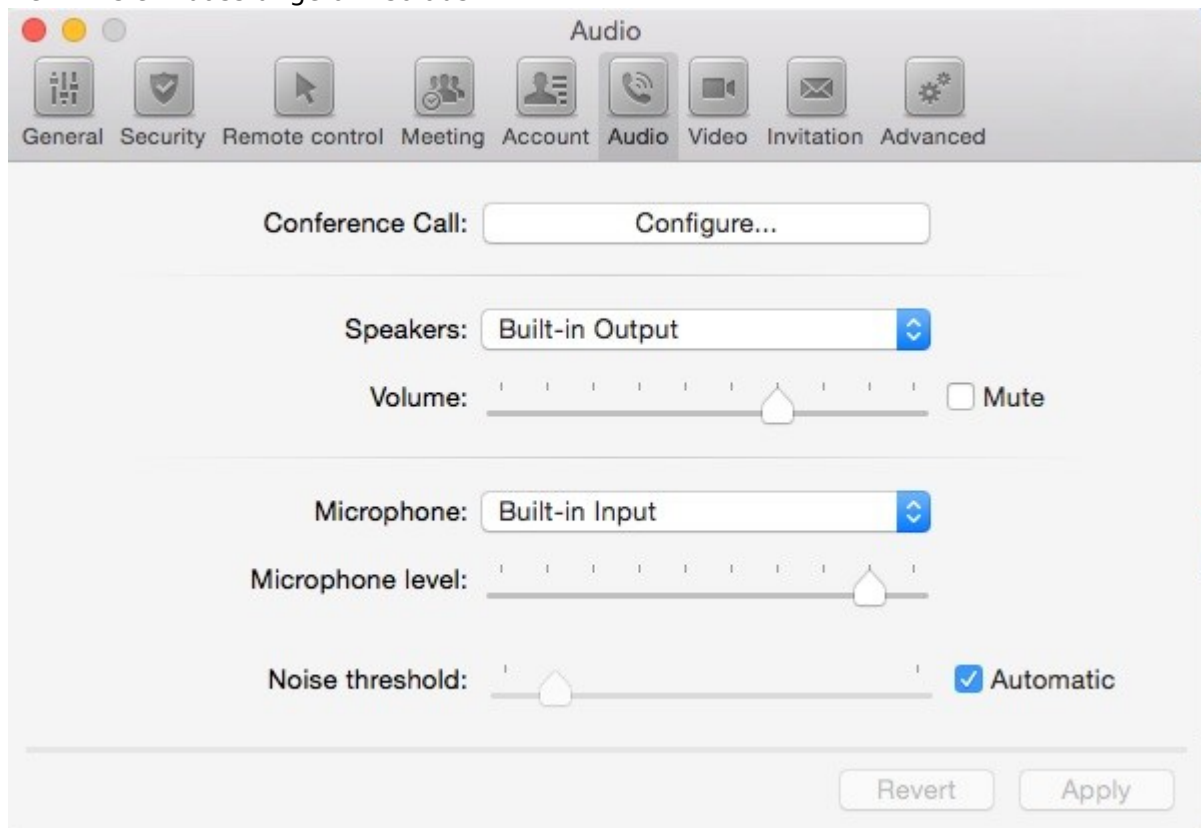 Audio
General Security Remote control Meeting Account Audio Video Invitation Advanced
Conference Call: Configure...
Speakers: Built-in Output
Volume: Mute
Microphone: Built-in Input
Microphone level:
Noise threshold: Automatic
Revert Apply